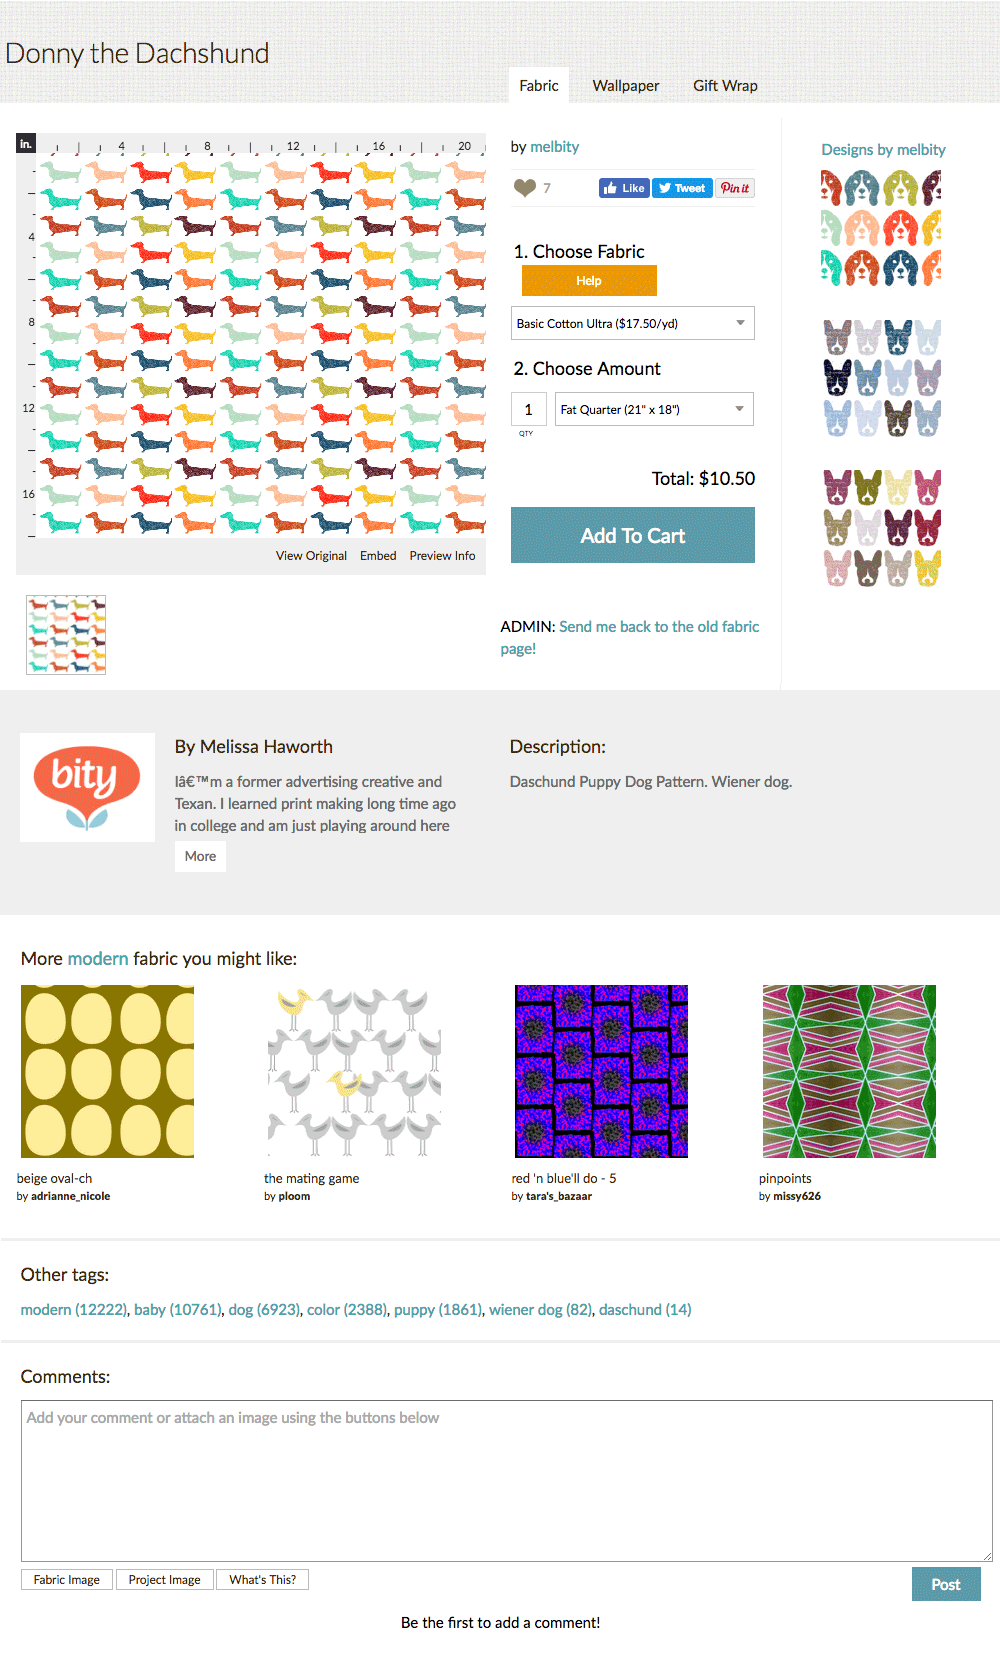 Donny the Dachshund
Fabric
Wallpaper
Gift Wrap
in.
4
8
12
16
20
4
8
12
16
View Original
Embed
Preview Info
by melbity
7
Like
Tweet
Pin it
1. Choose Fabric
Help
Basic Cotton Ultra ($17.50/yd)
2. Choose Amount
1
Fat Quarter (21" x 18")
QTY
Total: $10.50
Add To Cart
ADMIN: Send me back to the old fabric
page!
Designs by melbity
bity
By Melissa Haworth
Iâ€™m a former advertising creative and
Texan. I learned print making long time ago
in college and am just playing around here
More
Description:
Daschund Puppy Dog Pattern. Wiener dog.
More modern fabric you might like:
beige oval-ch
by adrianne_nicole
the mating game
by ploom
red 'n blue'll do - 5
by tara's_bazaar
pinpoints
by missy626
Other tags:
modern (12222), baby (10761), dog (6923), color (2388), puppy (1861), wiener dog (82), daschund (14)
Comments:
Add your comment or attach an image using the buttons below
Fabric Image
Project Image
What's This?
Post
Be the first to add a comment!